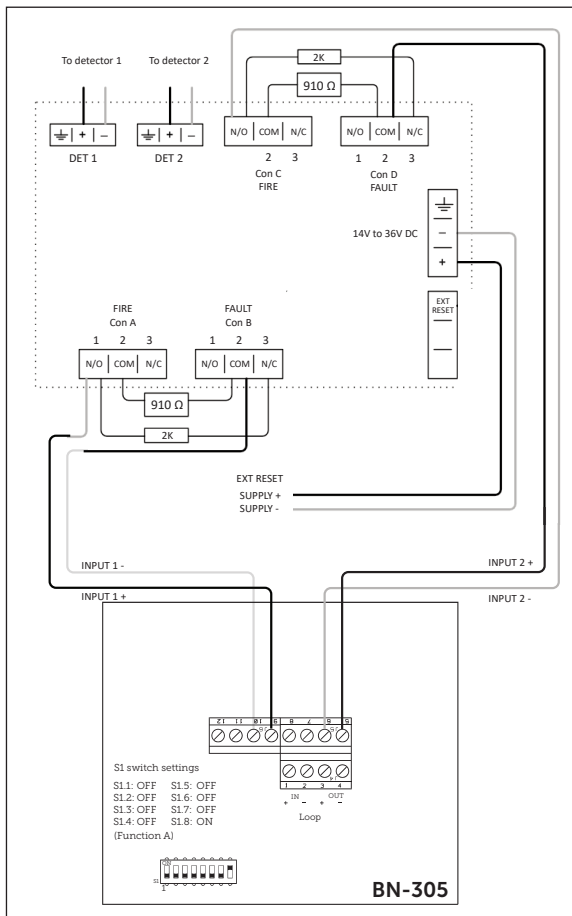 2K
To detector 1 To detector 2
910 Ω
⏚ + – ⏚ + – N/O COM N/C N/O COM N/C
DET 1 DET 2 2 3 1 2 3
Con C Con D
FIRE FAULT
14V to 36V DC
⏚
–
+
EXT
RESET
FIRE FAULT
Con A Con B
1 2 3 1 2 3
N/O COM N/C N/O COM N/C
910 Ω
2K
EXT RESET
SUPPLY +
SUPPLY -
INPUT 1 - INPUT 2 +
INPUT 1 + INPUT 2 -
12 11 10 9 8 7 6 5
S1 switch settings
S1.1: OFF S1.5: OFF
S1.2: OFF S1.6: OFF
S1.3: OFF S1.7: OFF
S1.4: OFF S1.8: ON
(Function A)
1 2 3 4
IN OUT
+ – + –
Loop
ON
S1
1
BN-305